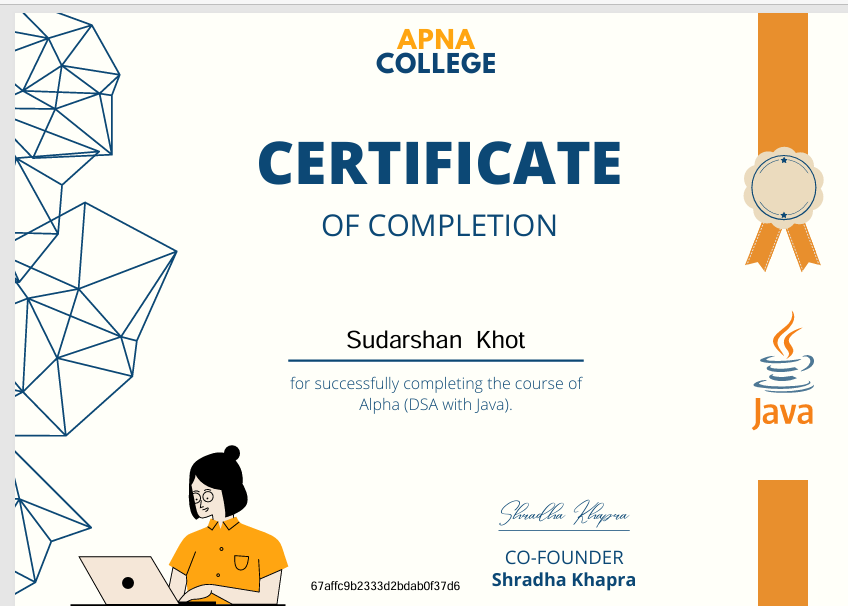 APNA
COLLEGE
CERTIFICATE
OF COMPLETION
Sudarshan Khot
for successfully completing the course of
Alpha (DSA with Java).
Java
Shradha Khapra
CO-FOUNDER
Shradha Khapra
67affc9b2333d2bdab0f37d6